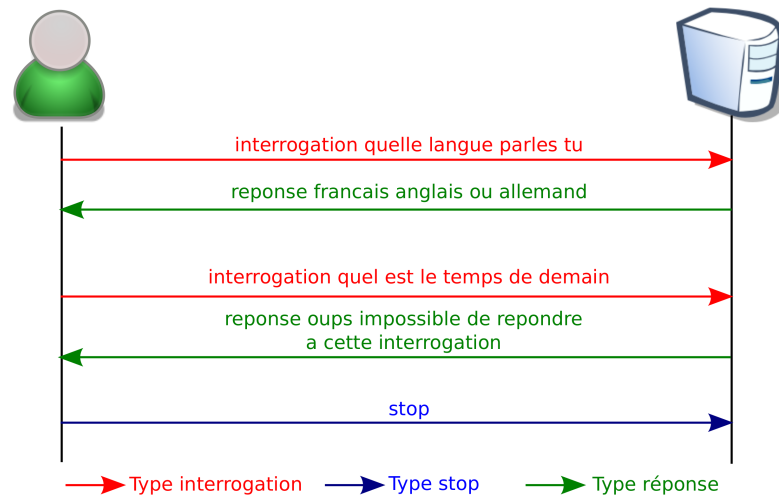 interrogation quelle langue parles tu
reponse francais anglais ou allemand
interrogation quel est le temps de demain
reponse oups impossible de repondre
a cette interrogation
stop
Type interrogation
Type stop
Type réponse